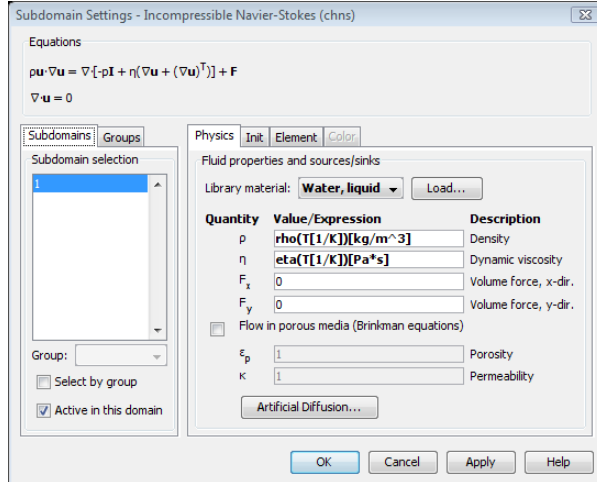 Subdomain Settings - Incompressible Navier-Stokes (chns)
Equations
ρu·∇u = ∇·[-pI + η(∇u + (∇u)ᵀ)] + F
∇·u = 0
Subdomains Groups
Physics Init Element Color
Subdomain selection
1
Group:
Select by group
Active in this domain
Fluid properties and sources/sinks
Library material: Water, liquid Load...
Quantity Value/Expression Description
ρ rho(T[1/K])[kg/m^3] Density
η eta(T[1/K])[Pa*s] Dynamic viscosity
Fₓ 0 Volume force, x-dir.
Fy 0 Volume force, y-dir.
Flow in porous media (Brinkman equations)
εp 1 Porosity
κ 1 Permeability
Artificial Diffusion...
OK Cancel Apply Help